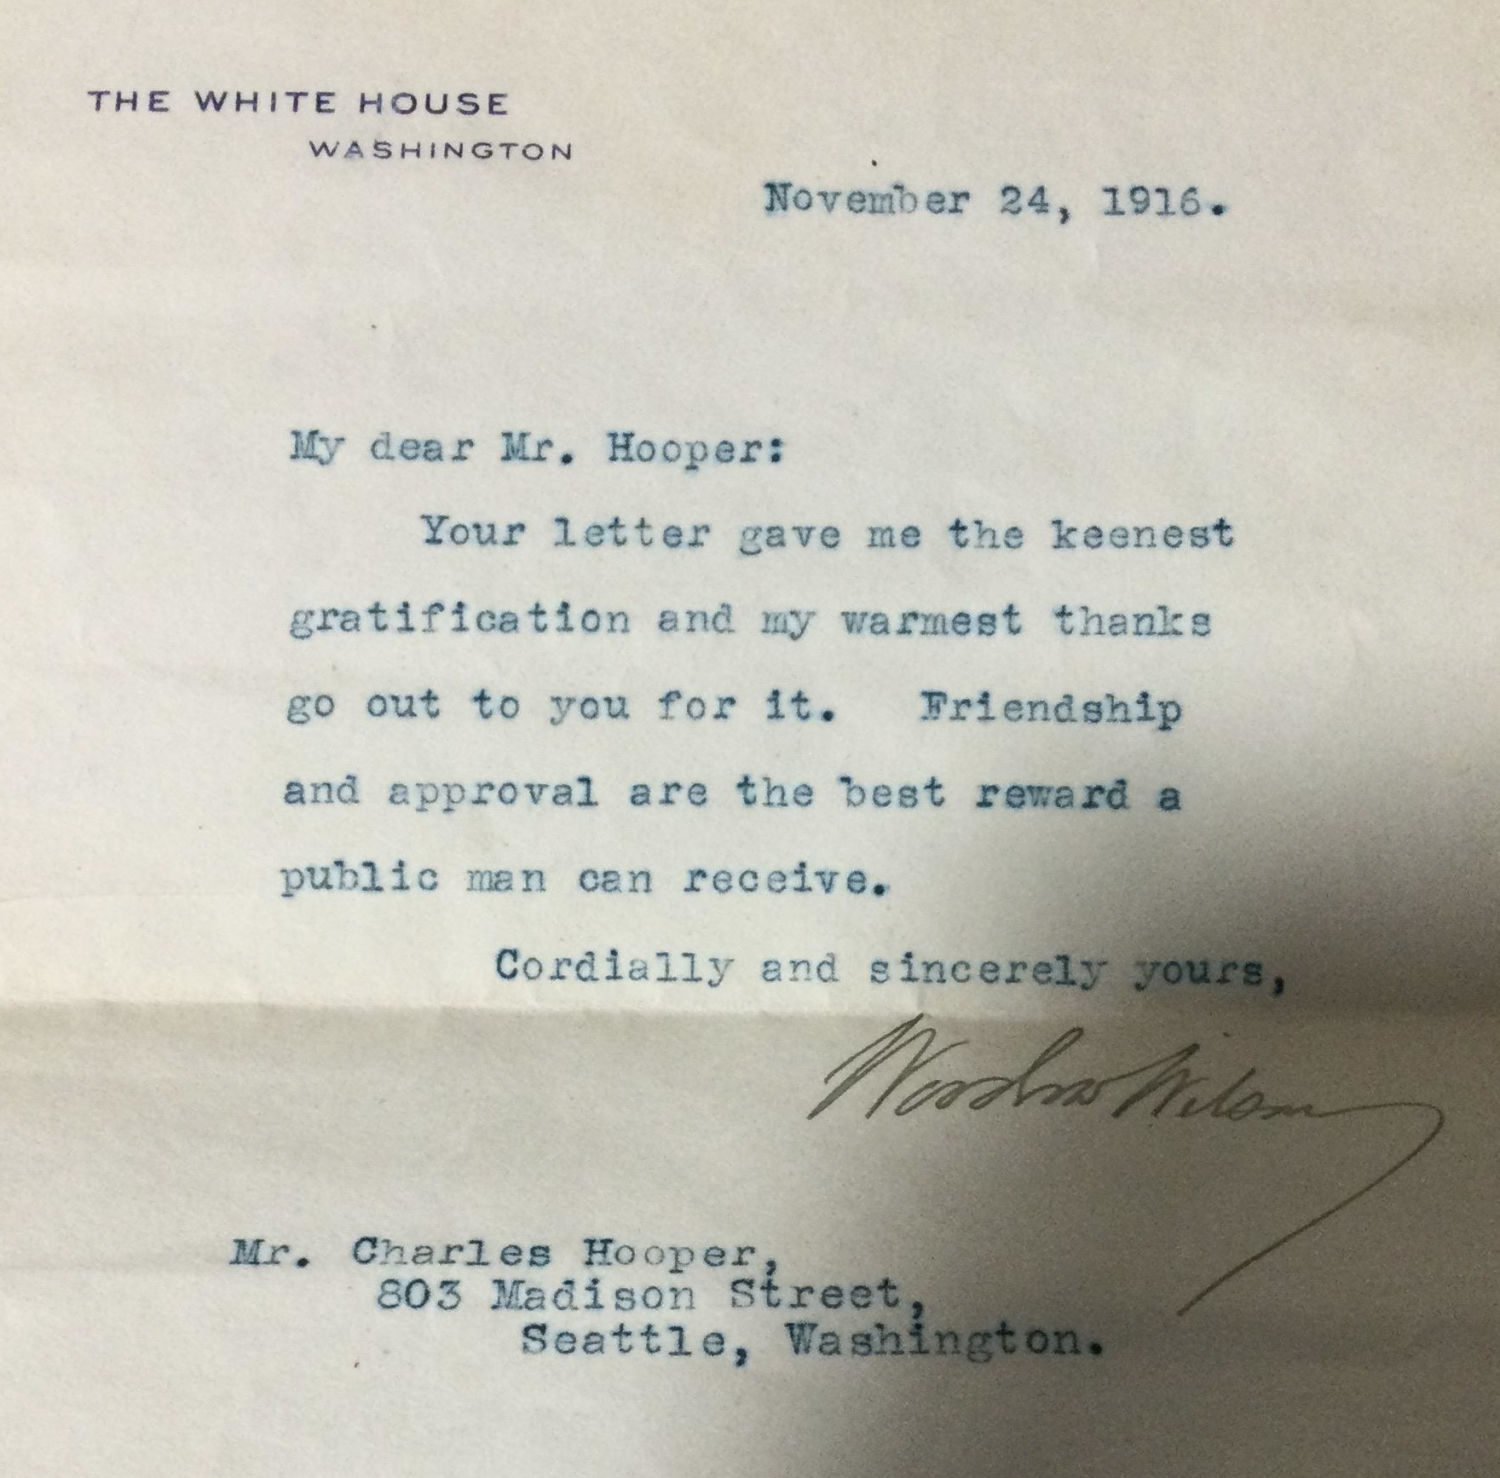 THE WHITE HOUSE
WASHINGTON
November 24, 1916.
My dear Mr. Hooper:
Your letter gave me the keenest
gratification and my warmest thanks
go out to you for it. Friendship
and approval are the best reward a
public man can receive.
Cordially and sincerely yours,
Woodrow Wilson
Mr. Charles Hooper,
803 Madison Street,
Seattle, Washington.